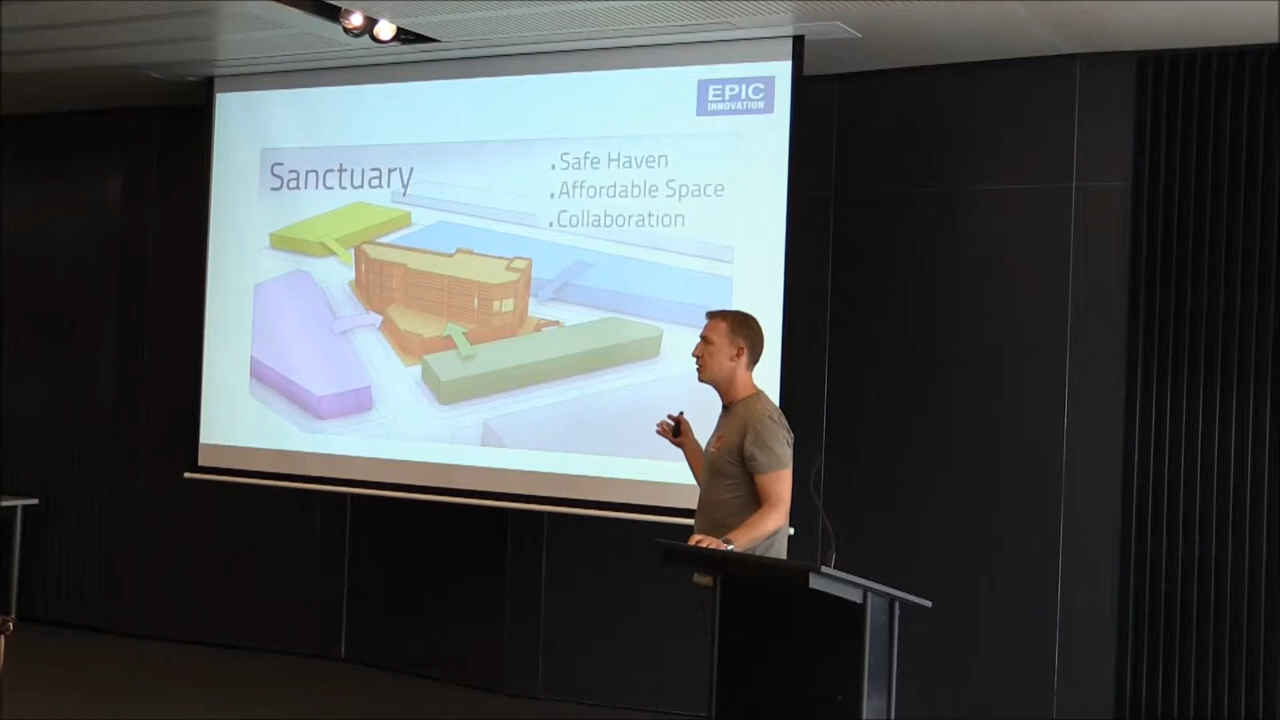 EPIC
INNOVATION
Sanctuary
.Safe Haven
.Affordable Space
.Collaboration